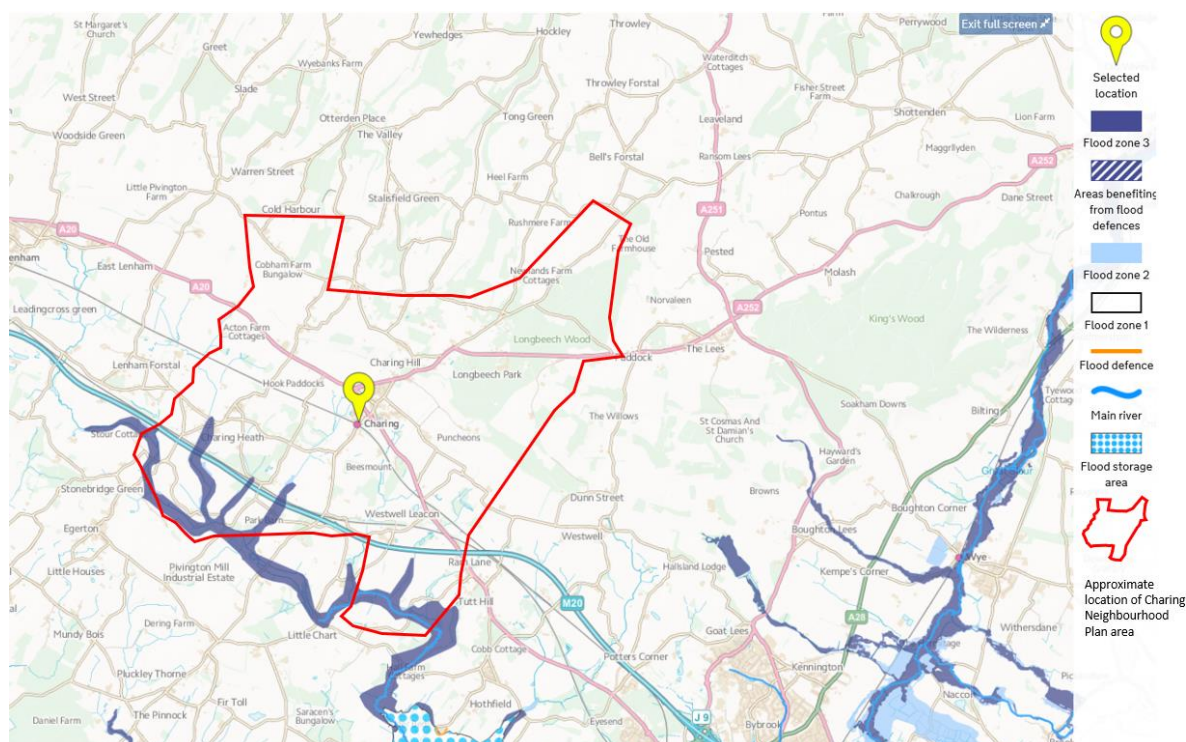 St Margaret's
Church
Greet
Yewhedges
Hockley
Throwley
Perrywood
Exit full screen
Wyebanks Farm
Slade
West Street
Woodside Green
Otterden Place
The Valley
Tong Green
Throwley Forstal
Waterditch
Cottages
Fisher Street
Farm
Shottenden
Lion Farm
Leaveland
Bell's Forstal
Ransom Lees
A252
Warren Street
Little Pivington
Farm
Heel Farm
Stalisfield Green
Cold Harbour
Rushmere Farm
A251
Chalkrough
Dane Street
Pontus
A20
East Lenham
Cobham Farm
Bungalow
The Old
Farmhouse
Newlands Farm
Cottages
Pested
Molash
Norvaleen
A252
King's Wood
The Wilderness
Leadingcross green
A20
Acton Farm
Cottages
Longbeech Wood
The Lees
Lenham Forstal
Charing Hill
Longbeech Park
Hook Paddocks
Charing
The Willows
St Cosmas And
St Damian's
Church
Soakham Downs
Bilting
Hayward's
Garden
Stour
Charing Heath
Puncheons
Beesmount
Stonebridge Green
Dunn Street
Browns
Boughton Corner
Egerton
Westwell Leacon
Westwell
Boughton Lees
Wye
Little Houses
Pivington Mill
Industrial Estate
Ram Lane
Hallsland Lodge
Kempe's Corner
Mundy Bois
Dering Farm
Tutt Hill
M20
A28
Withersdane
Little Chart
Goat Lees
Pluckley Thorne
Cobb Cottage
Potters Corner
Kennington
Cottages
Fir Toll
Naccon
Daniel Farm
The Pinnock
Saracen's
Bungalow
Hothfield
Eyesend
J 9
Bybrook
Selected
location
Flood zone 3
Areas benefiting
from flood
defences
Flood zone 2
Flood zone 1
Flood defence
Main river
Flood storage
area
Approximate
location of Charing
Neighbourhood
Plan area